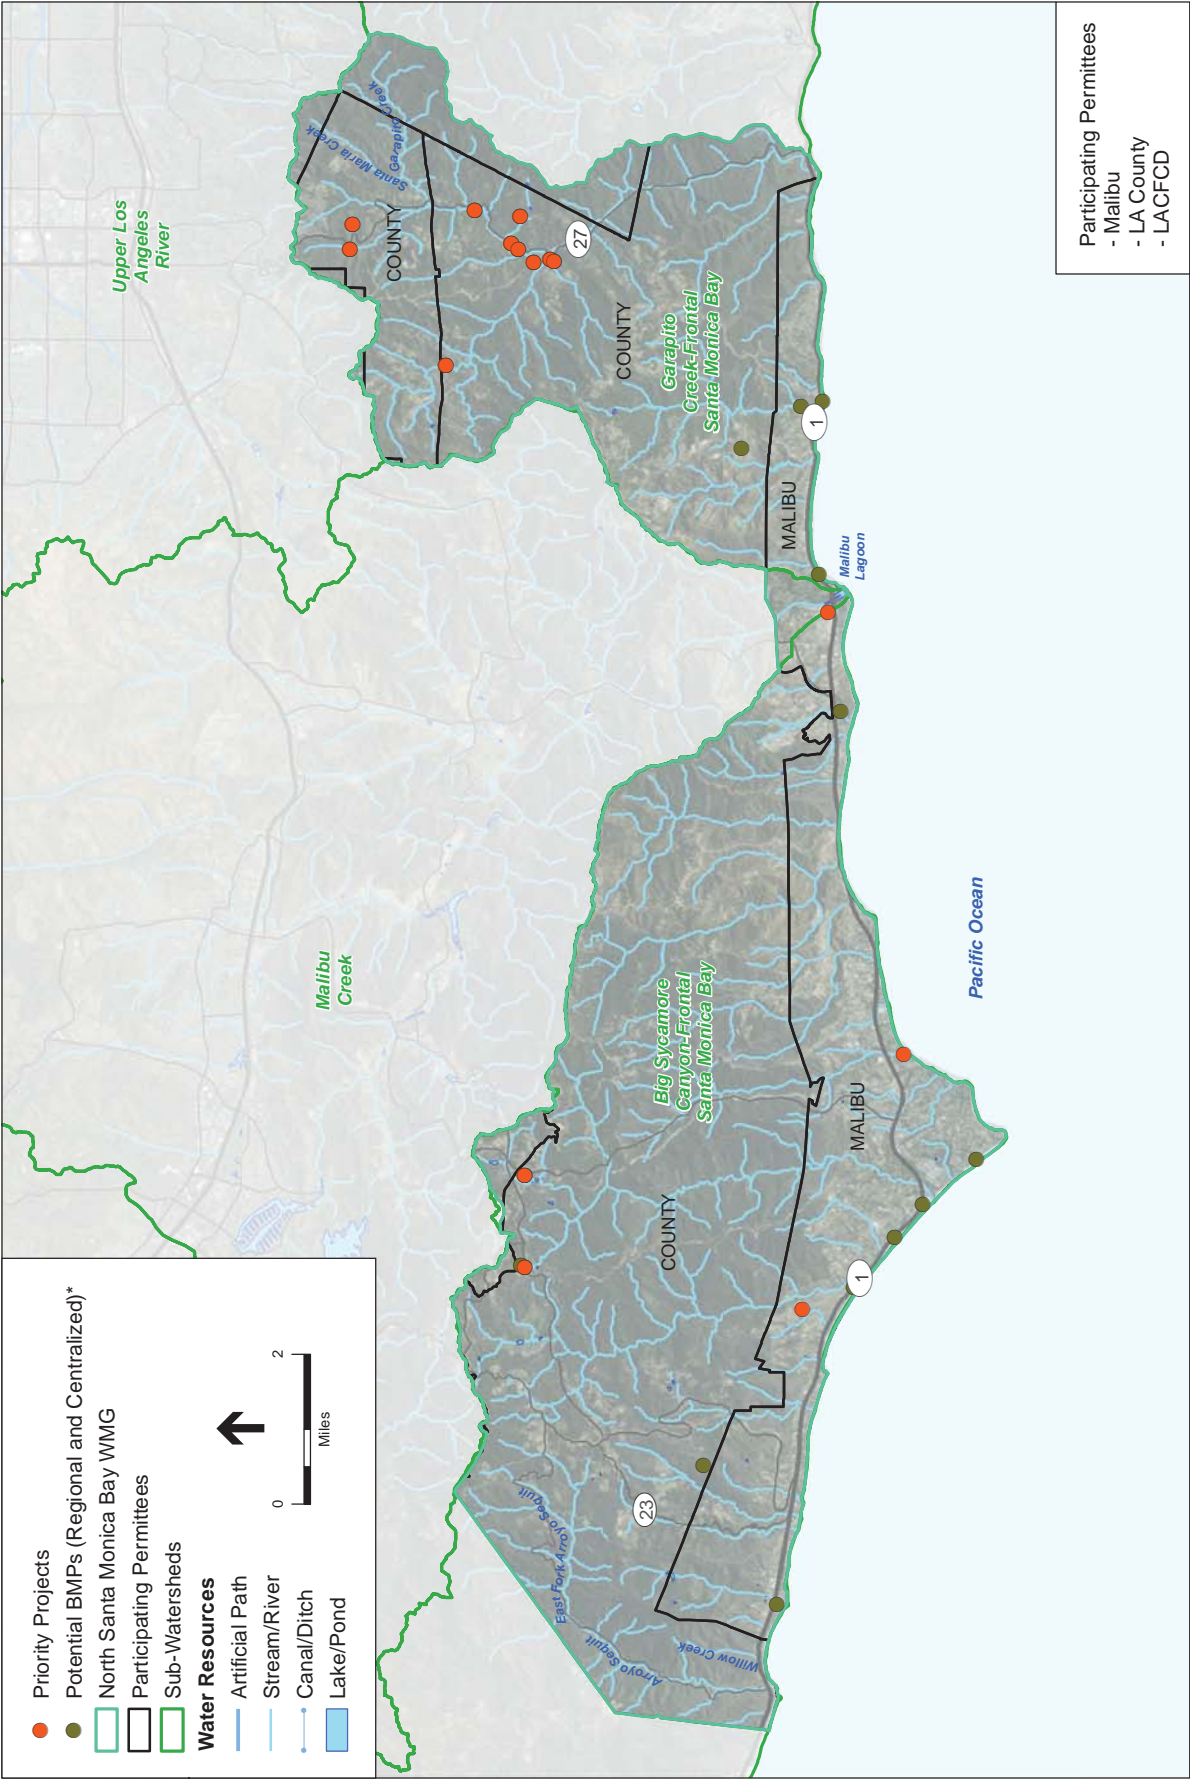 Priority Projects
Potential BMPs (Regional and Centralized)*
North Santa Monica Bay WMG
Participating Permittees
Sub-Watersheds
Water Resources
Artificial Path
Stream/River
Canal/Ditch
Lake/Pond
0
2
Miles
Malibu
Creek
Upper Los
Angeles
River
Santa Maria Creek
Garapito Creek
COUNTY
27
COUNTY
Garapito
Creek-Frontal
Santa Monica Bay
MALIBU
1
Malibu
Lagoon
Big Sycamore
Canyon-Frontal
Santa Monica Bay
COUNTY
MALIBU
1
23
East Fork Arroyo Sequit
Arroyo Sequit
Willow Creek
Pacific Ocean
Participating Permittees
- Malibu
- LA County
- LACFCD